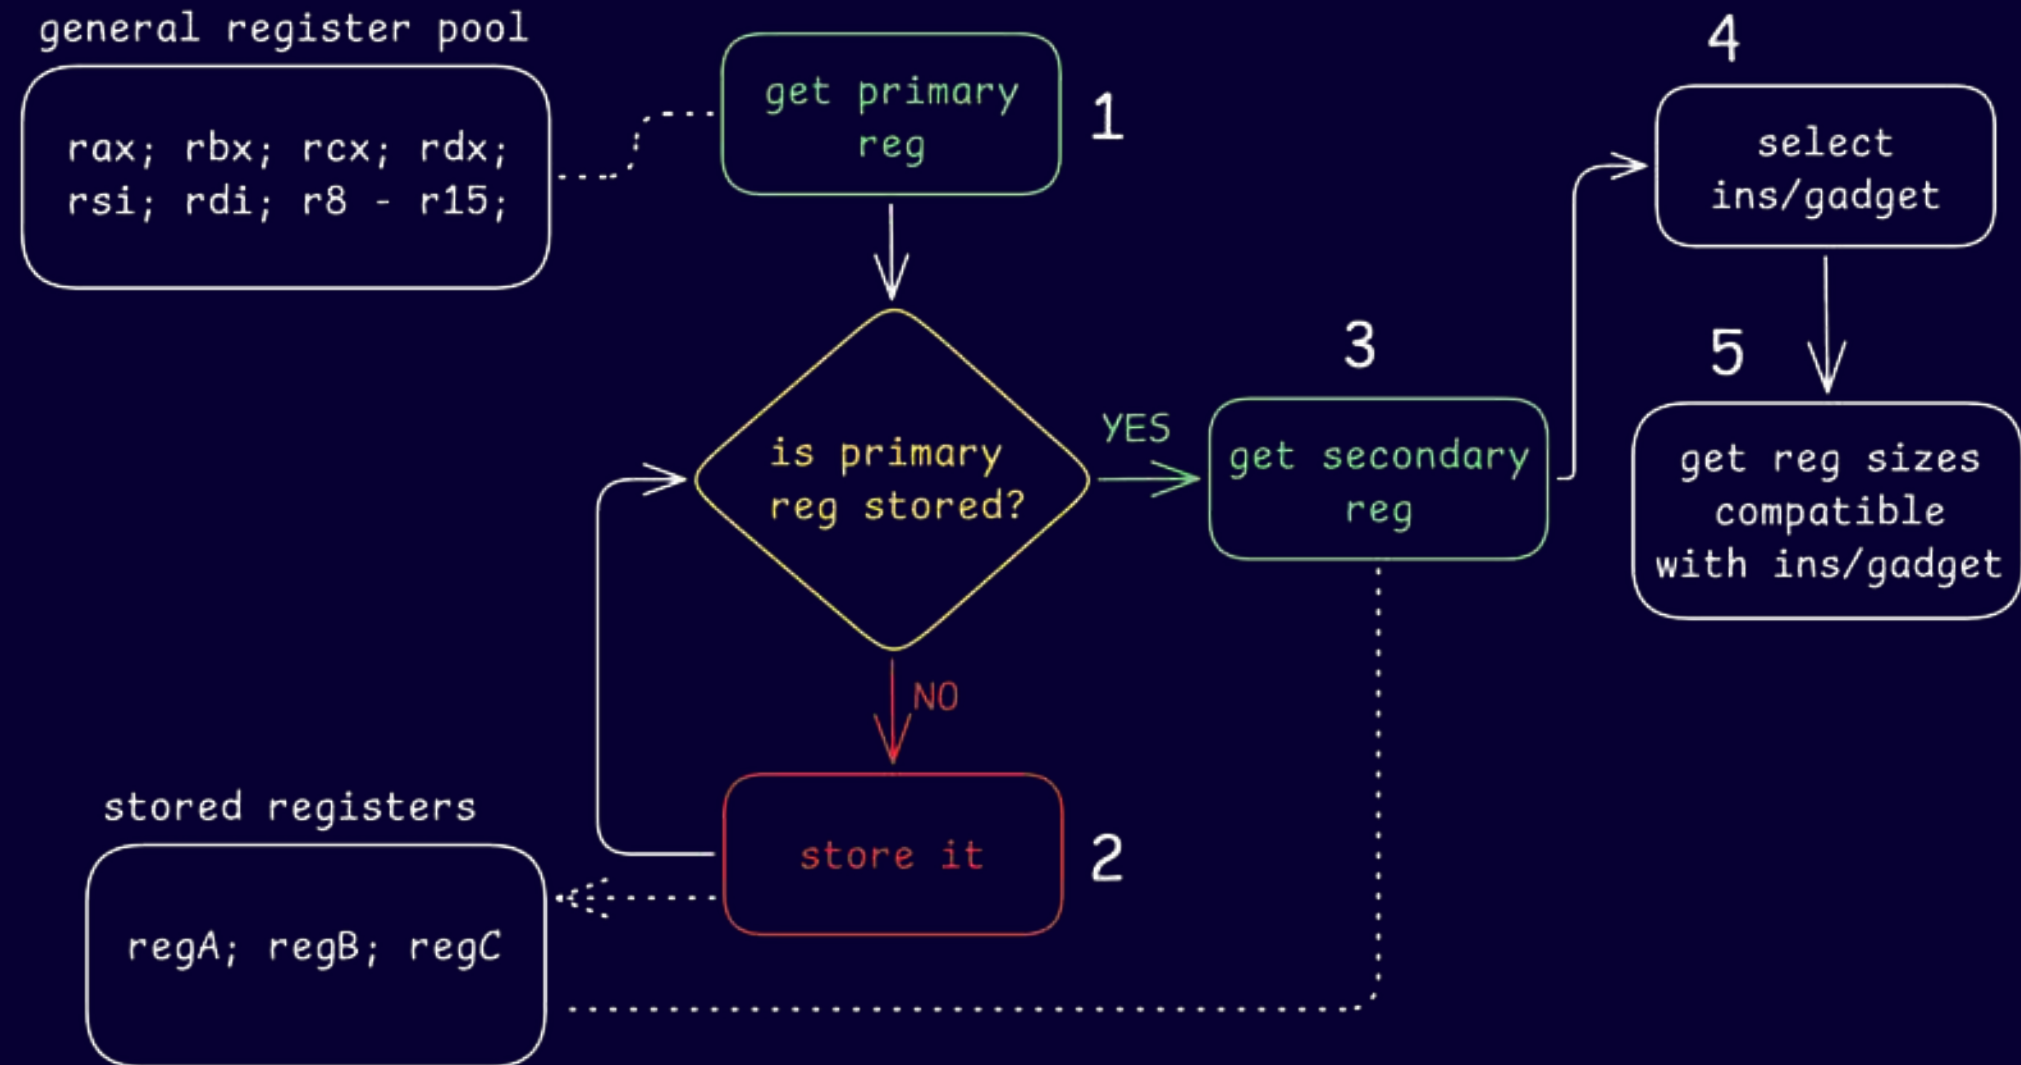 general register pool
rax; rbx; rcx; rdx;
rsi; rdi; r8 - r15;
get primary
reg
1
is primary
reg stored?
YES
NO
store it
2
stored registers
regA; regB; regC
3
get secondary
reg
4
select
ins/gadget
5
get reg sizes
compatible
with ins/gadget